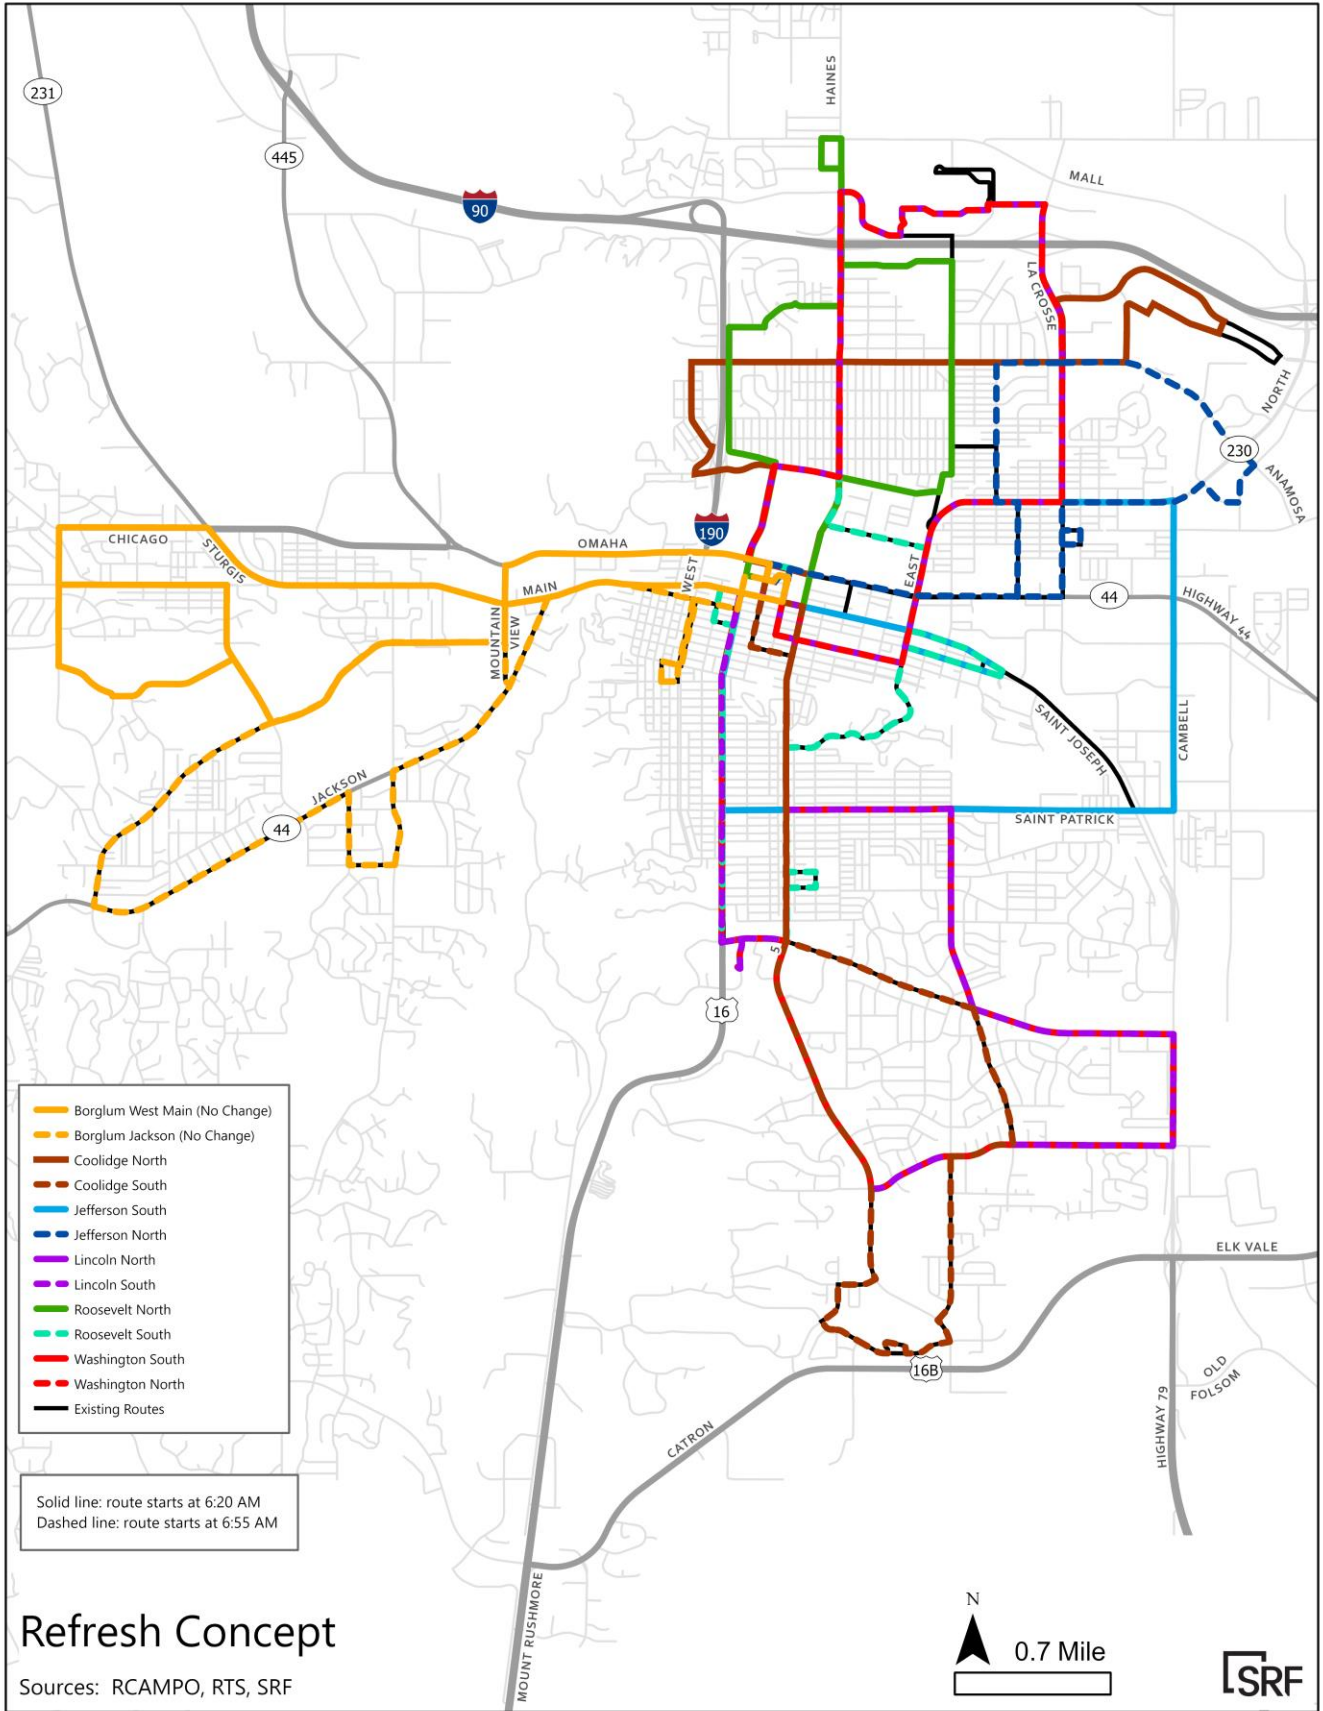 HAINES
231
445
MALL
90
LA CROSSE
NORTH
230
ANAMOSA
190
CHICAGO
STURGIS
OMAHA
WEST
EAST
MAIN
44
HIGHWAY 44
MOUNTAIN
VIEW
SAINT JOSEPH
CAMBELL
JACKSON
44
SAINT PATRICK
5
16
Borglum West Main (No Change)
Borglum Jackson (No Change)
Coolidge North
Coolidge South
Jefferson South
Jefferson North
Lincoln North
Lincoln South
Roosevelt North
Roosevelt South
Washington South
Washington North
Existing Routes
ELK VALE
16B
OLD
FOLSOM
HIGHWAY 79
CATRON
Solid line: route starts at 6:20 AM
Dashed line: route starts at 6:55 AM
MOUNT RUSHMORE
Refresh Concept
Sources: RCAMPO, RTS, SRF
N
0.7 Mile
SRF